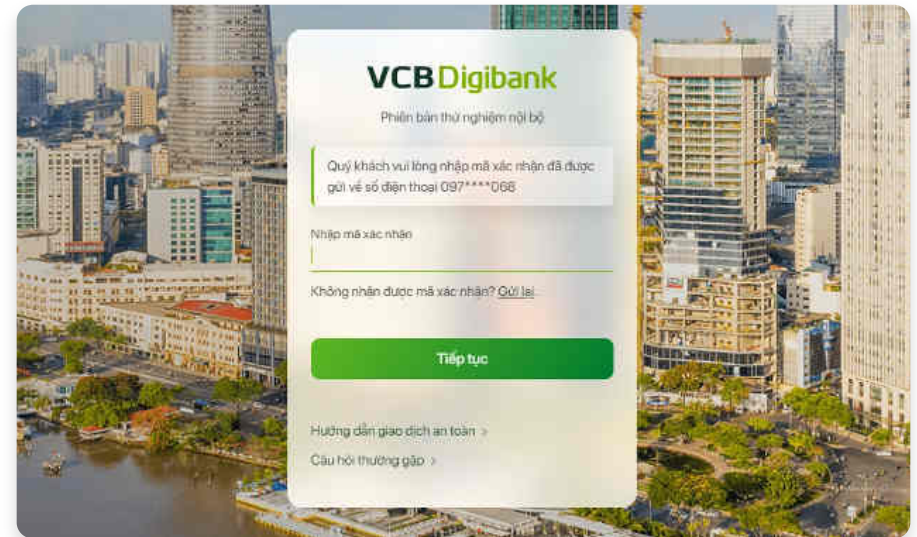 VCB Digibank
Phiên bản thử nghiệm nội bộ
Quý khách vui lòng nhập mã xác nhận đã được
gửi về số điện thoại 097****068
Nhập mã xác nhận
Không nhận được mã xác nhận? Gửi lại
Tiếp tục
Hướng dẫn giao dịch an toàn >
Câu hỏi thường gặp >